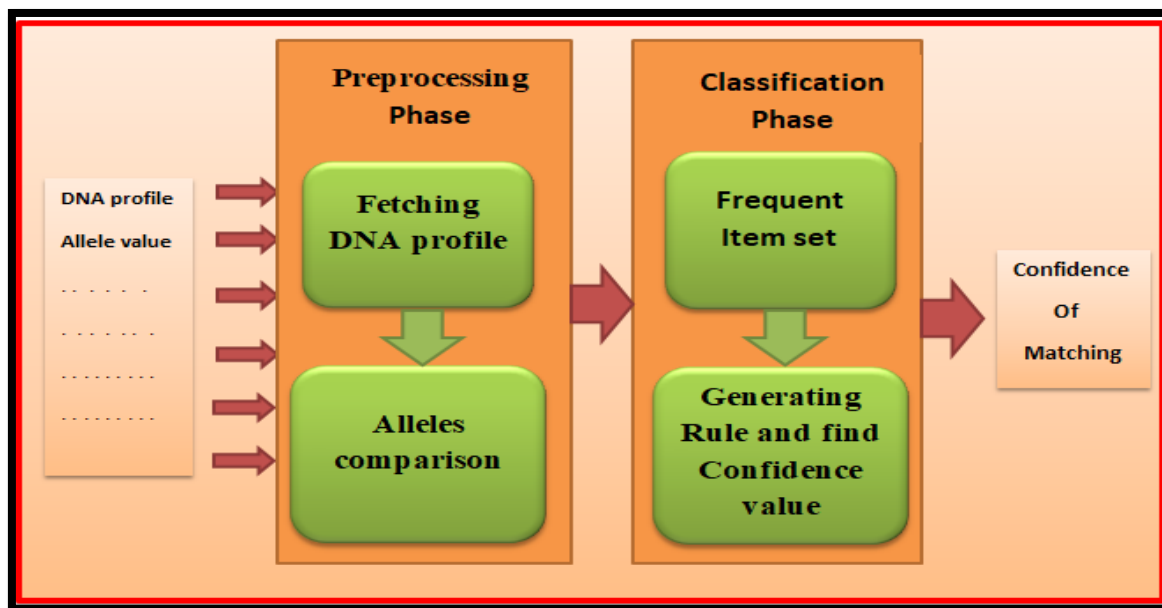 DNA profile
Allele value
. . . . . .
. . . . . . .
. . . . . . . . .
. . . . . . . . .
Preprocessing
Phase
Fetching
DNA profile
Alleles
comparison
Classification
Phase
Frequent
Item set
Generating
Rule and find
Confidence
value
Confidence
Of
Matching